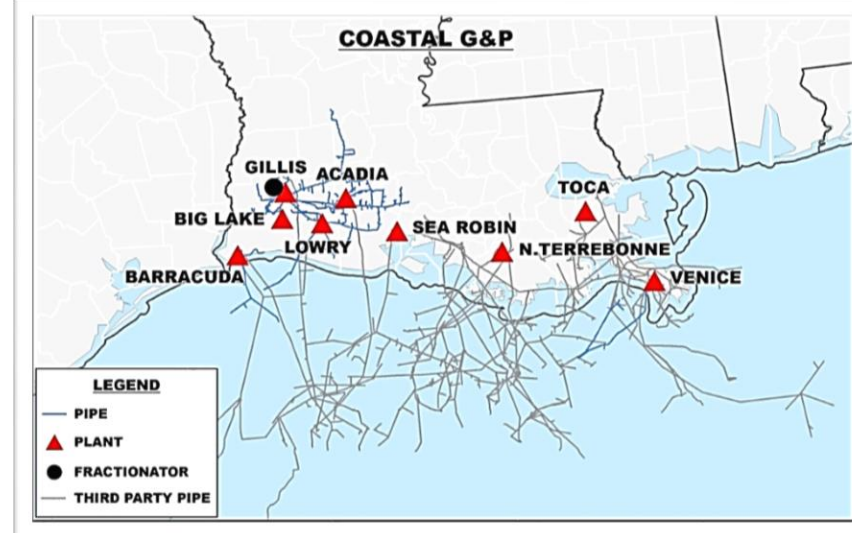 COASTAL G&P
GILLIS
ACADIA
TOCA
BIG LAKE
SEA ROBIN
LOWRY
N.TERREBONNE
BARRACUDA
VENICE
LEGEND
PIPE
PLANT
FRACTIONATOR
THIRD PARTY PIPE